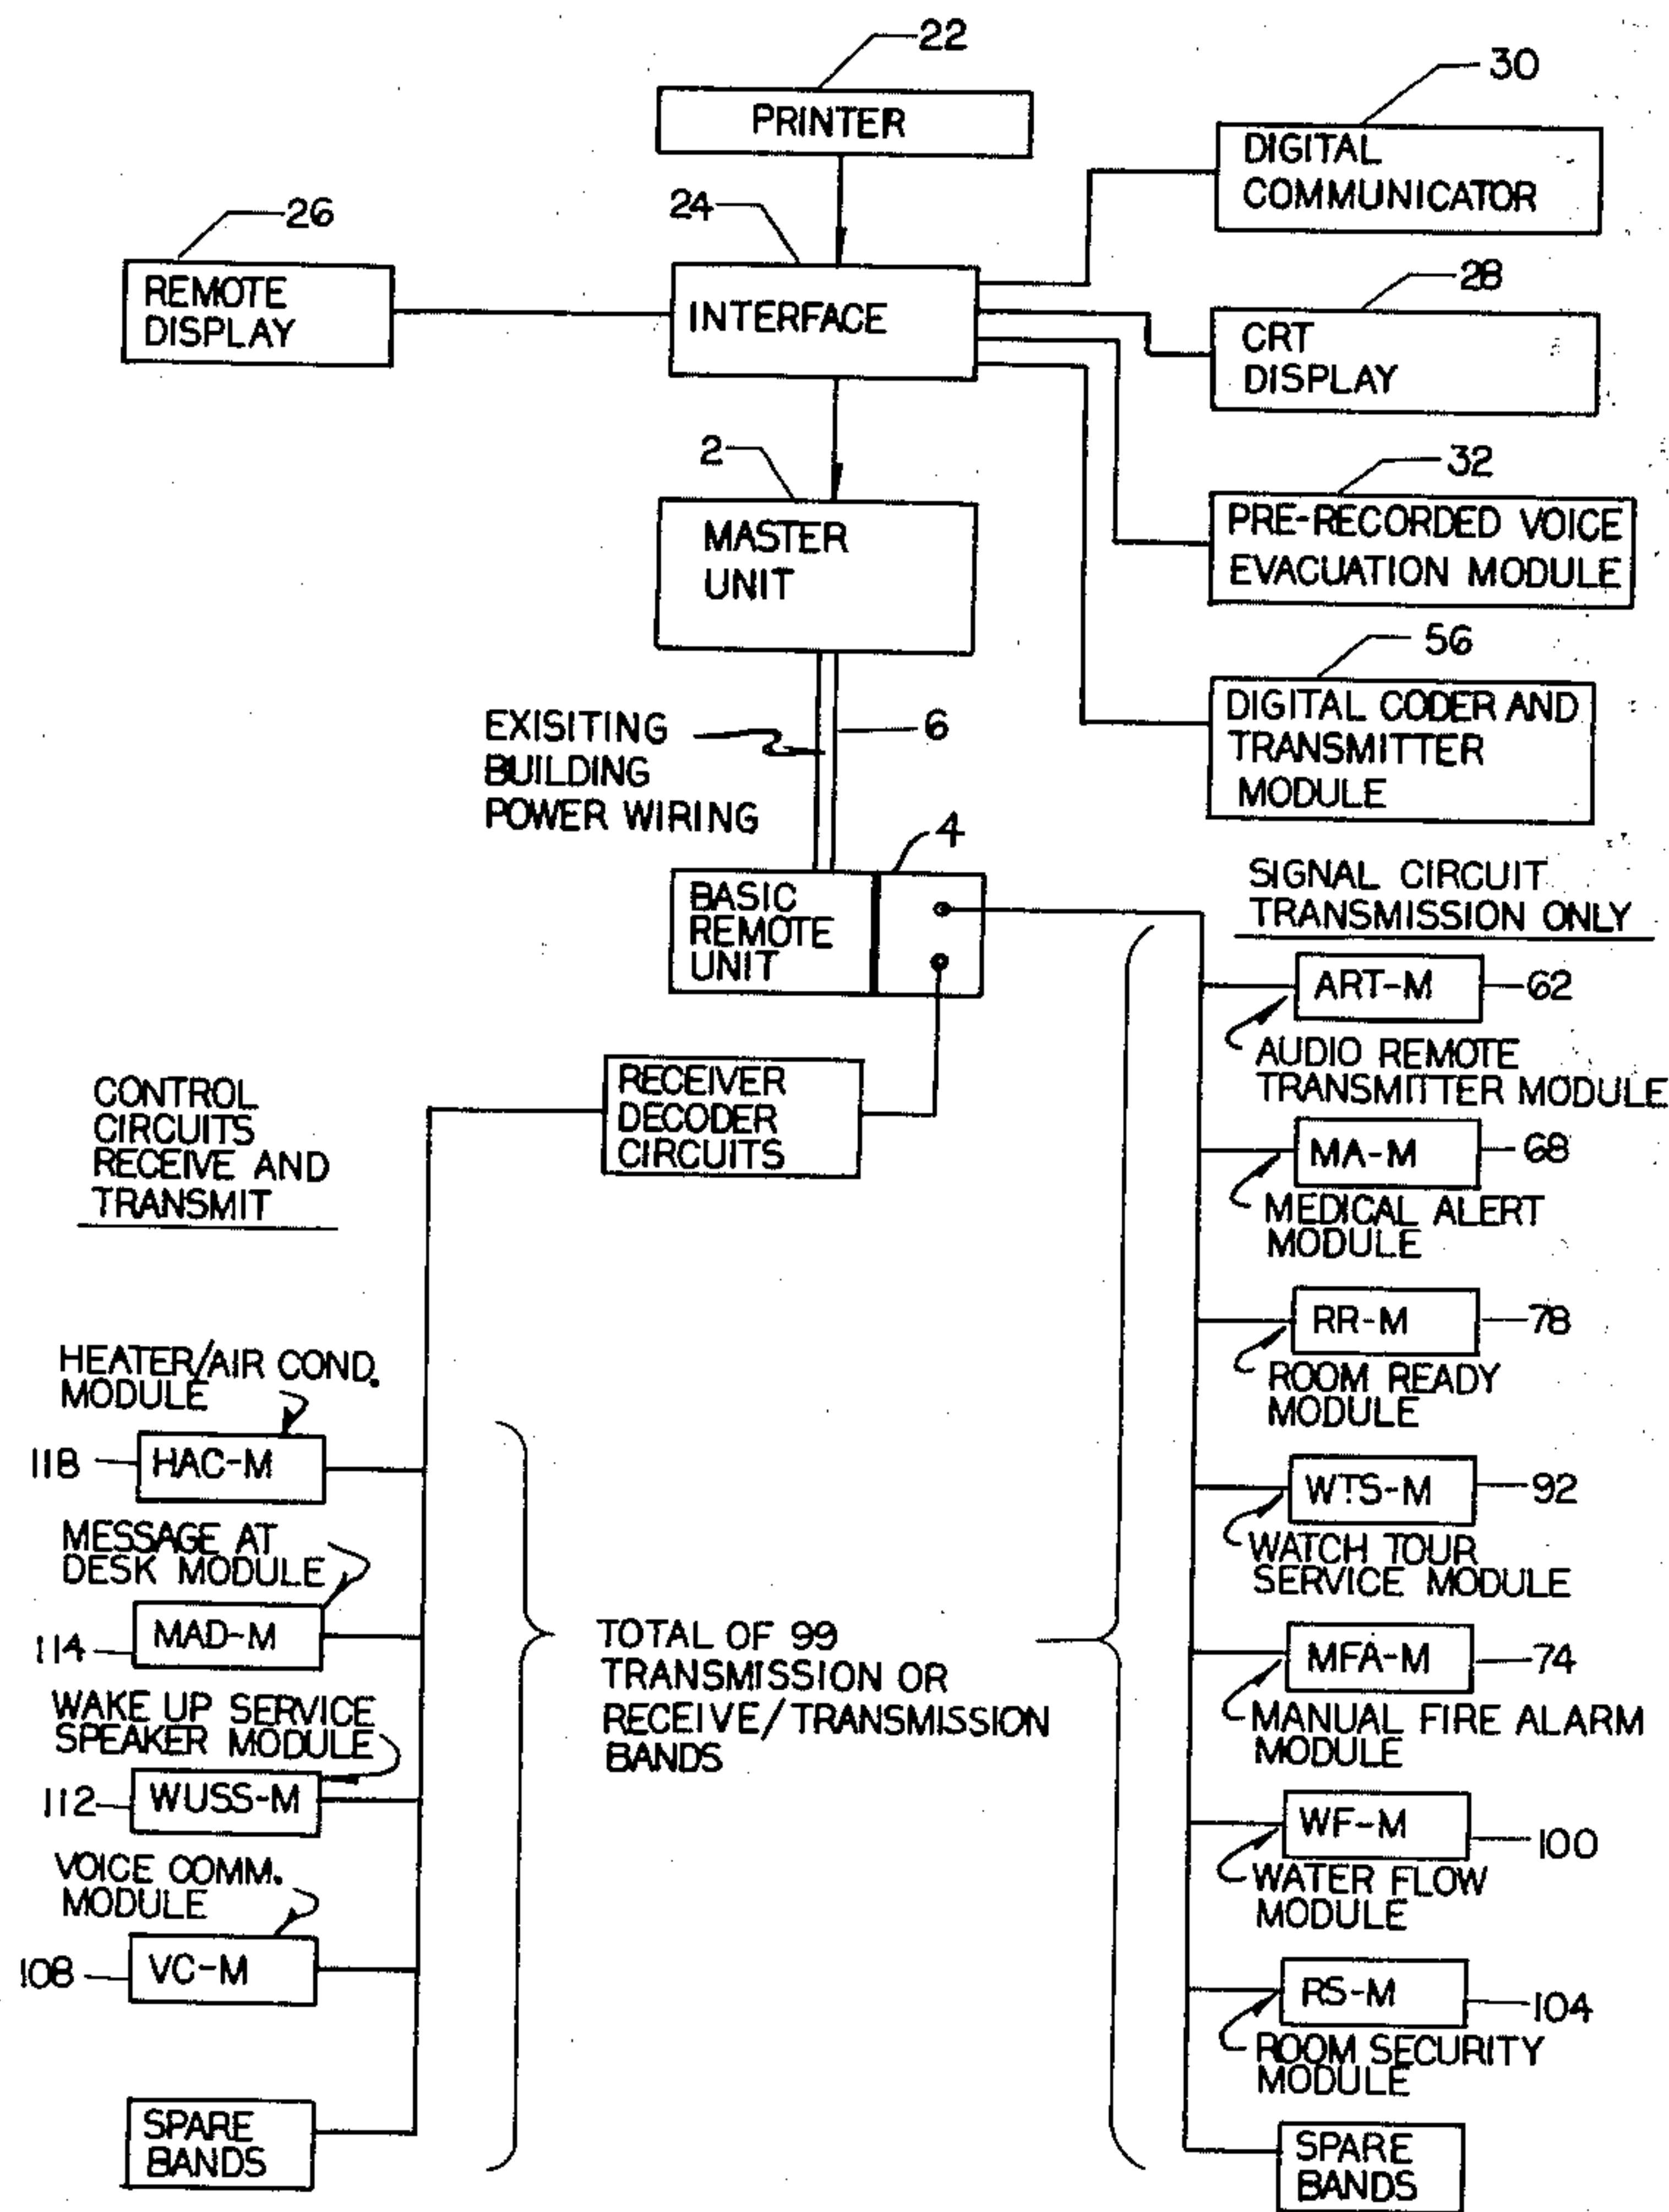 22
PRINTER
30
DIGITAL
COMMUNICATOR
26
REMOTE
DISPLAY
24
INTERFACE
28
CRT
DISPLAY
2
MASTER
UNIT
32
PRE-RECORDED VOICE
EVACUATION MODULE
56
DIGITAL CODER AND
TRANSMITTER
MODULE
EXISITING
BUILDING
POWER WIRING
6
4
BASIC
REMOTE
UNIT
SIGNAL CIRCUIT
TRANSMISSION ONLY
ART-M
62
AUDIO REMOTE
TRANSMITTER MODULE
RECEIVER
DECODER
CIRCUITS
CONTROL
CIRCUITS
RECEIVE AND
TRANSMIT
MA-M
68
MEDICAL ALERT
MODULE
RR-M
78
ROOM READY
MODULE
HEATER/AIR COND.
MODULE
118
HAC-M
WTS-M
92
WATCH TOUR
SERVICE MODULE
MESSAGE AT
DESK MODULE
114
MAD-M
TOTAL OF 99
TRANSMISSION OR
RECEIVE/TRANSMISSION
BANDS
MFA-M
74
MANUAL FIRE ALARM
MODULE
WAKE UP SERVICE
SPEAKER MODULE
112
WUSS-M
WF-M
100
WATER FLOW
MODULE
VOICE COMM.
MODULE
108
VC-M
RS-M
104
ROOM SECURITY
MODULE
SPARE
BANDS
SPARE
BANDS